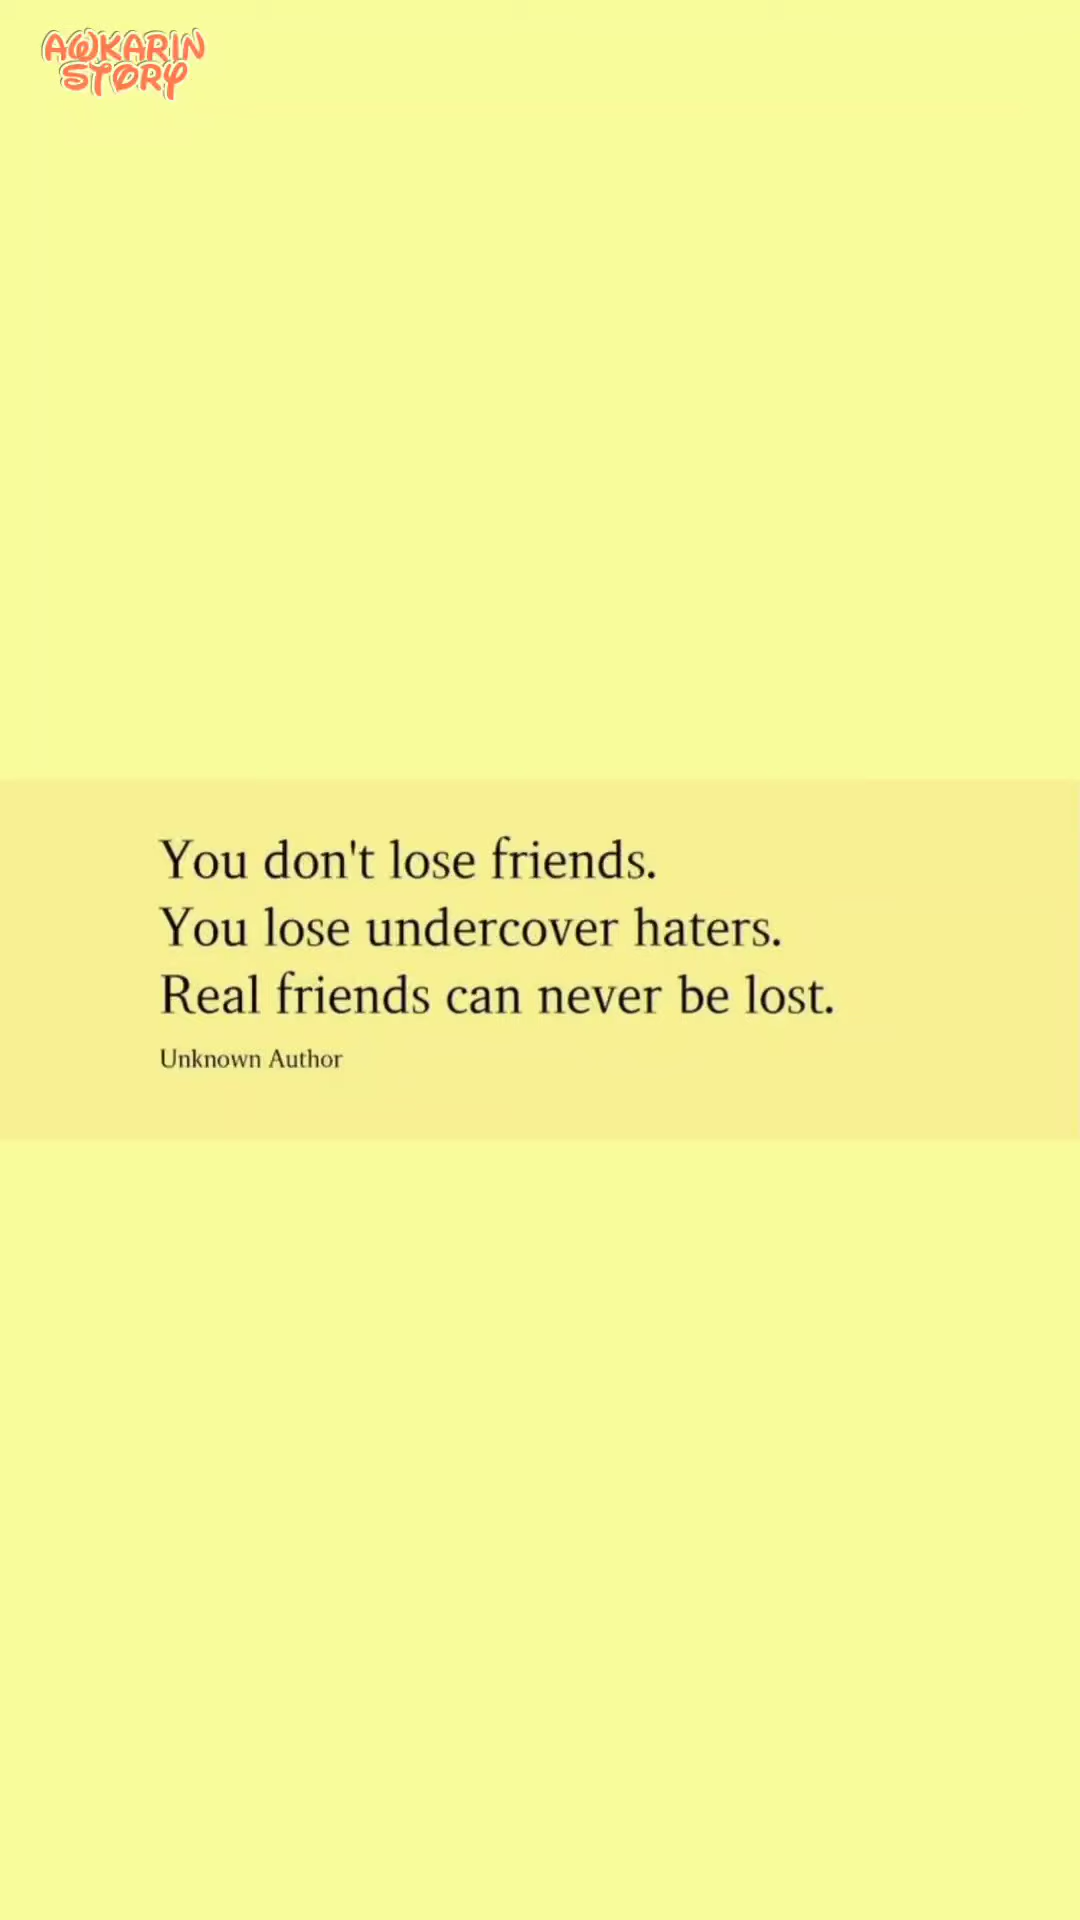 AWKARIN
STORY
You don't lose friends.
You lose undercover haters.
Real friends can never be lost.
Unknown Author